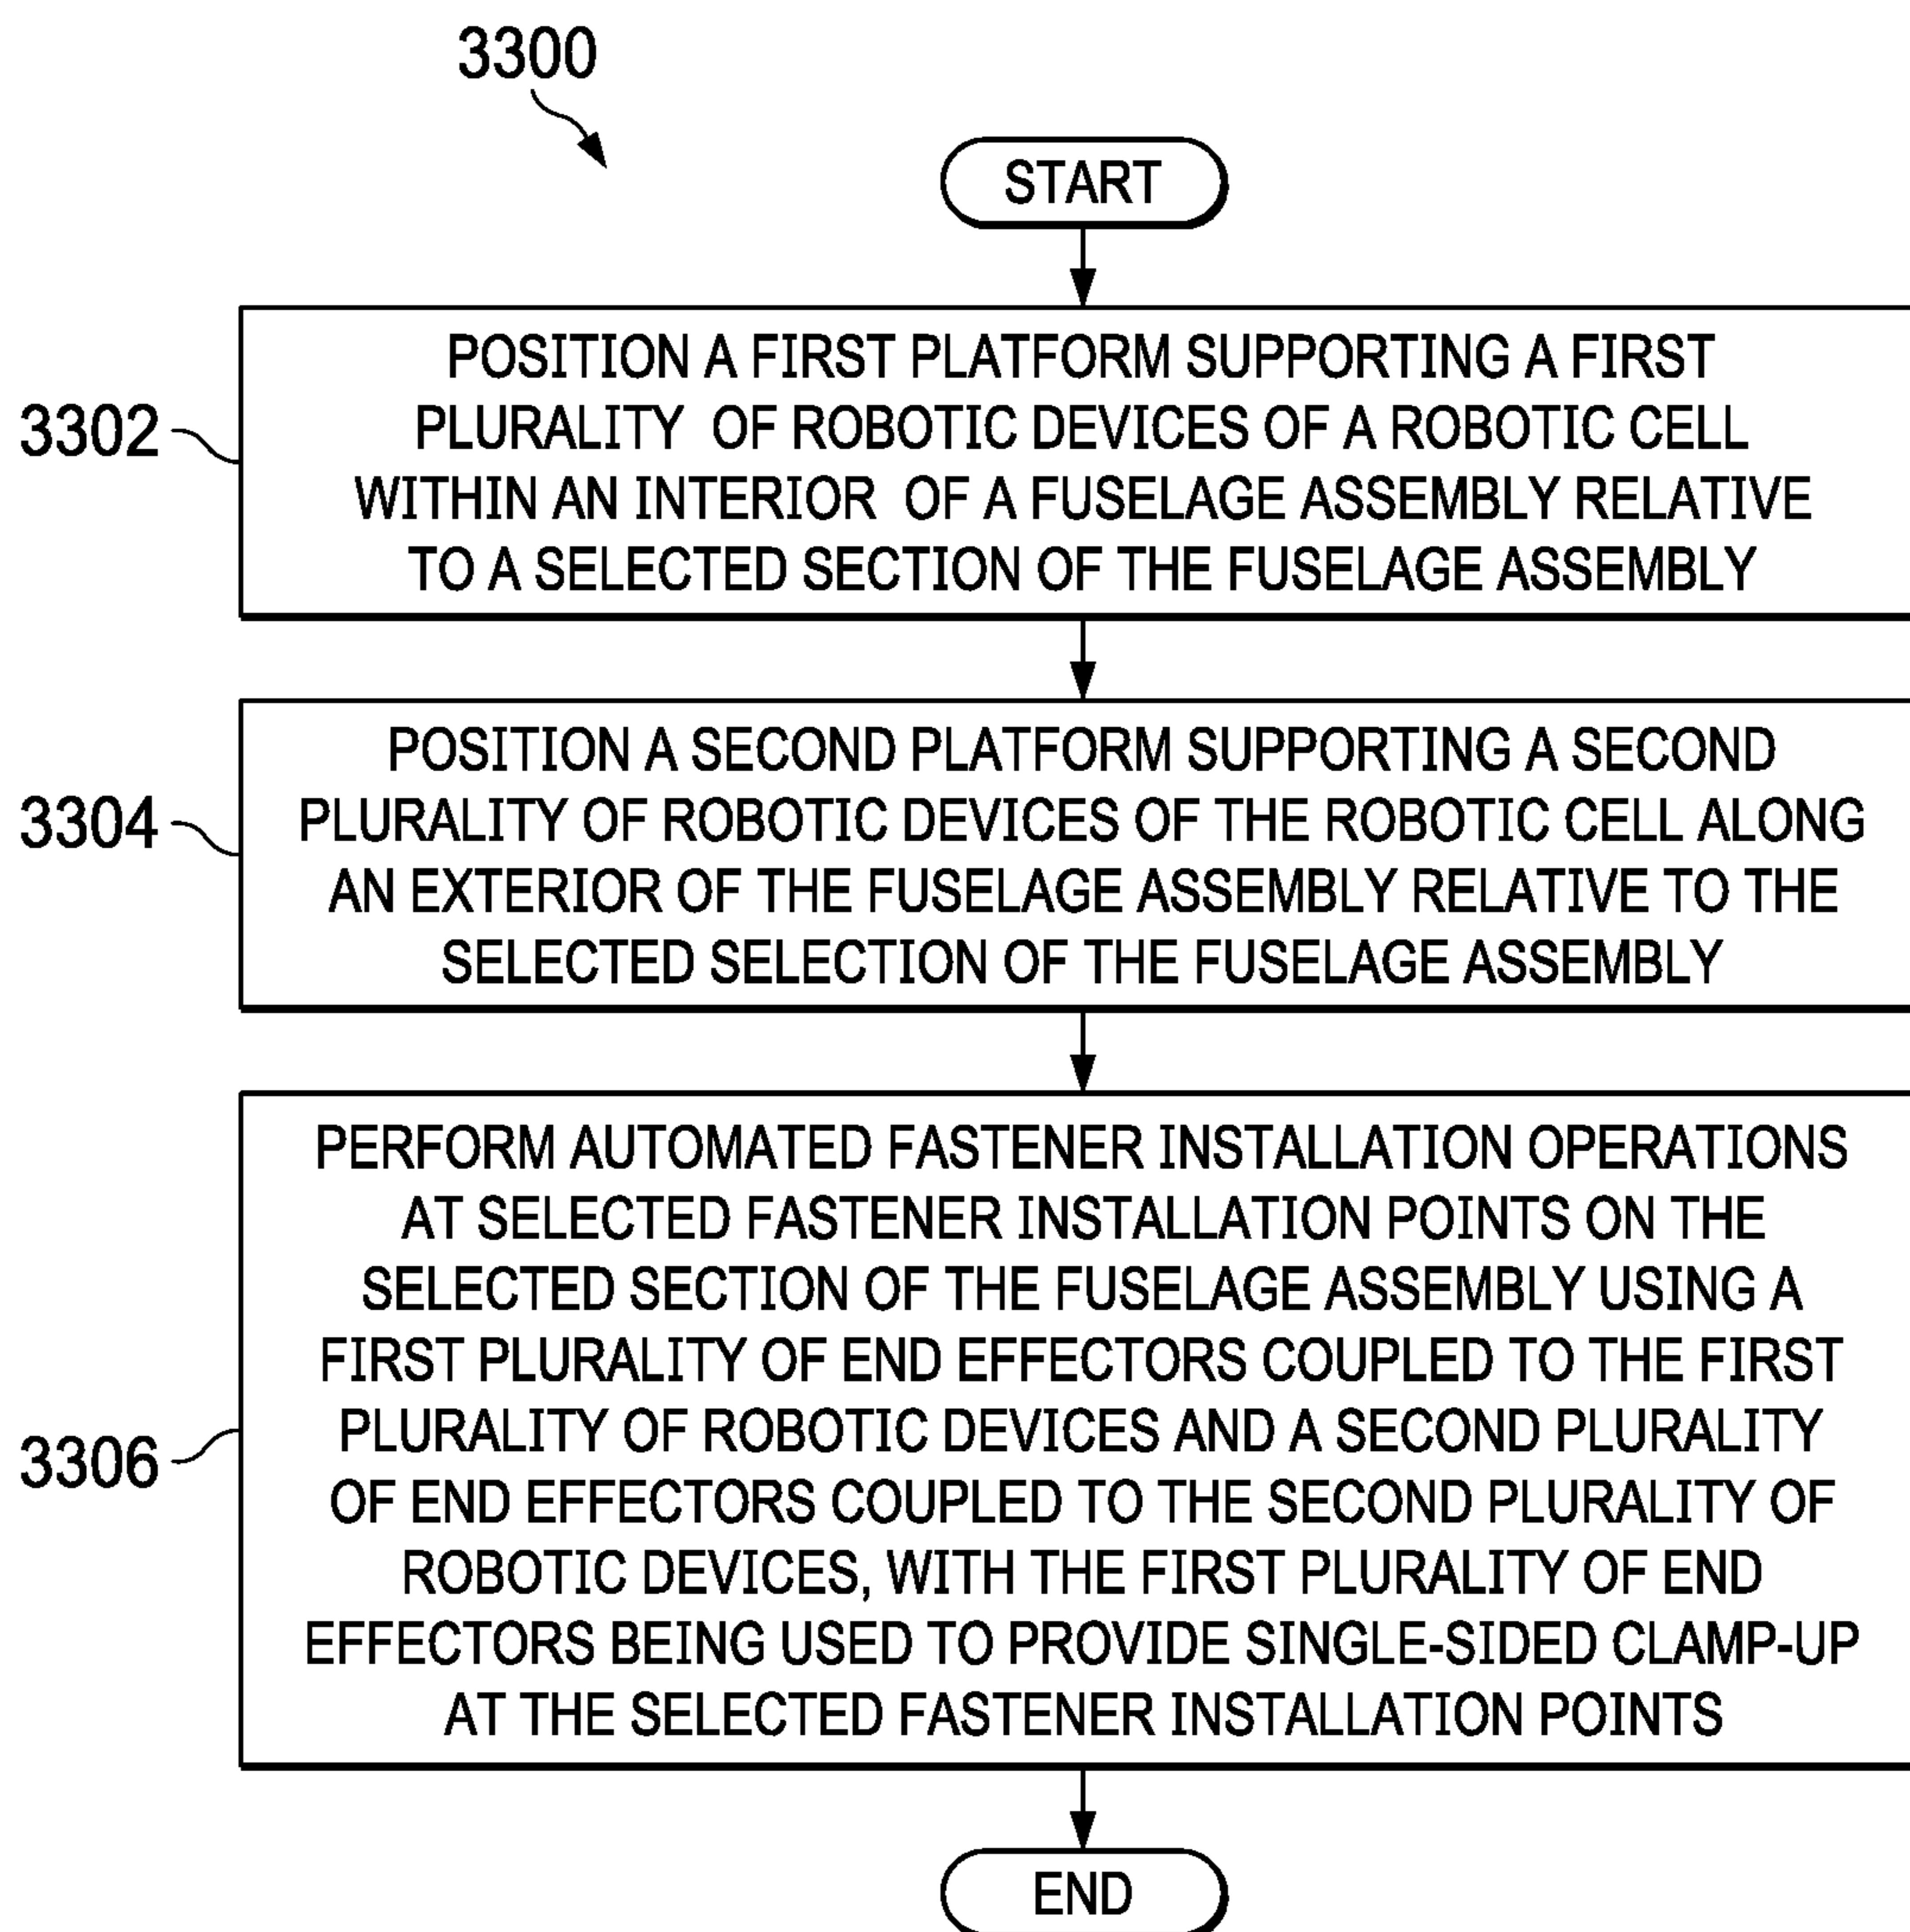 3300
START
3302
POSITION A FIRST PLATFORM SUPPORTING A FIRST
PLURALITY OF ROBOTIC DEVICES OF A ROBOTIC CELL
WITHIN AN INTERIOR OF A FUSELAGE ASSEMBLY RELATIVE
TO A SELECTED SECTION OF THE FUSELAGE ASSEMBLY
3304
POSITION A SECOND PLATFORM SUPPORTING A SECOND
PLURALITY OF ROBOTIC DEVICES OF THE ROBOTIC CELL ALONG
AN EXTERIOR OF THE FUSELAGE ASSEMBLY RELATIVE TO THE
SELECTED SELECTION OF THE FUSELAGE ASSEMBLY
3306
PERFORM AUTOMATED FASTENER INSTALLATION OPERATIONS
AT SELECTED FASTENER INSTALLATION POINTS ON THE
SELECTED SECTION OF THE FUSELAGE ASSEMBLY USING A
FIRST PLURALITY OF END EFFECTORS COUPLED TO THE FIRST
PLURALITY OF ROBOTIC DEVICES AND A SECOND PLURALITY
OF END EFFECTORS COUPLED TO THE SECOND PLURALITY OF
ROBOTIC DEVICES, WITH THE FIRST PLURALITY OF END
EFFECTORS BEING USED TO PROVIDE SINGLE-SIDED CLAMP-UP
AT THE SELECTED FASTENER INSTALLATION POINTS
END